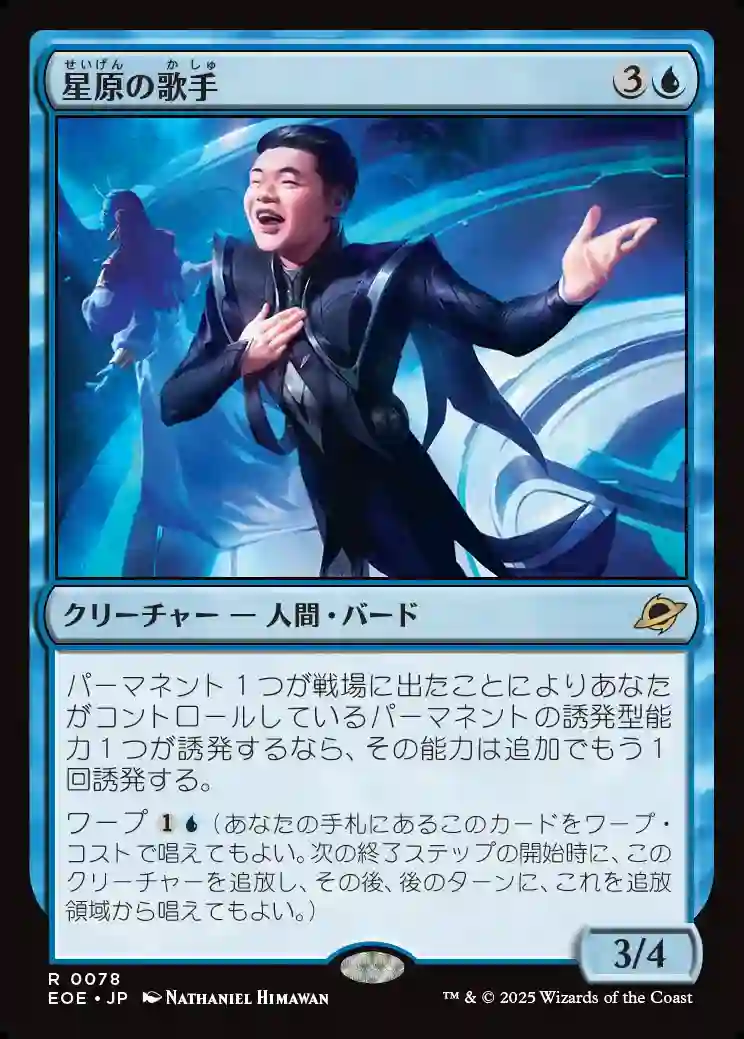 せいげん かしゅ
星原の歌手 3
クリーチャー — 人間・バード
パーマネント1つが戦場に出たことによりあなた
がコントロールしているパーマネントの誘発型能
力1つが誘発するなら、その能力は追加でもう1
回誘発する。
ワープ 1 (あなたの手札にあるこのカードをワープ・
コストで唱えてもよい。次の終了ステップの開始時に、この
クリーチャーを追放し、その後、後のターンに、これを追放
領域から唱えてもよい。)
3/4
R 0078
EOE • JP NATHANIEL HIMAWAN
™ & © 2025 Wizards of the Coast